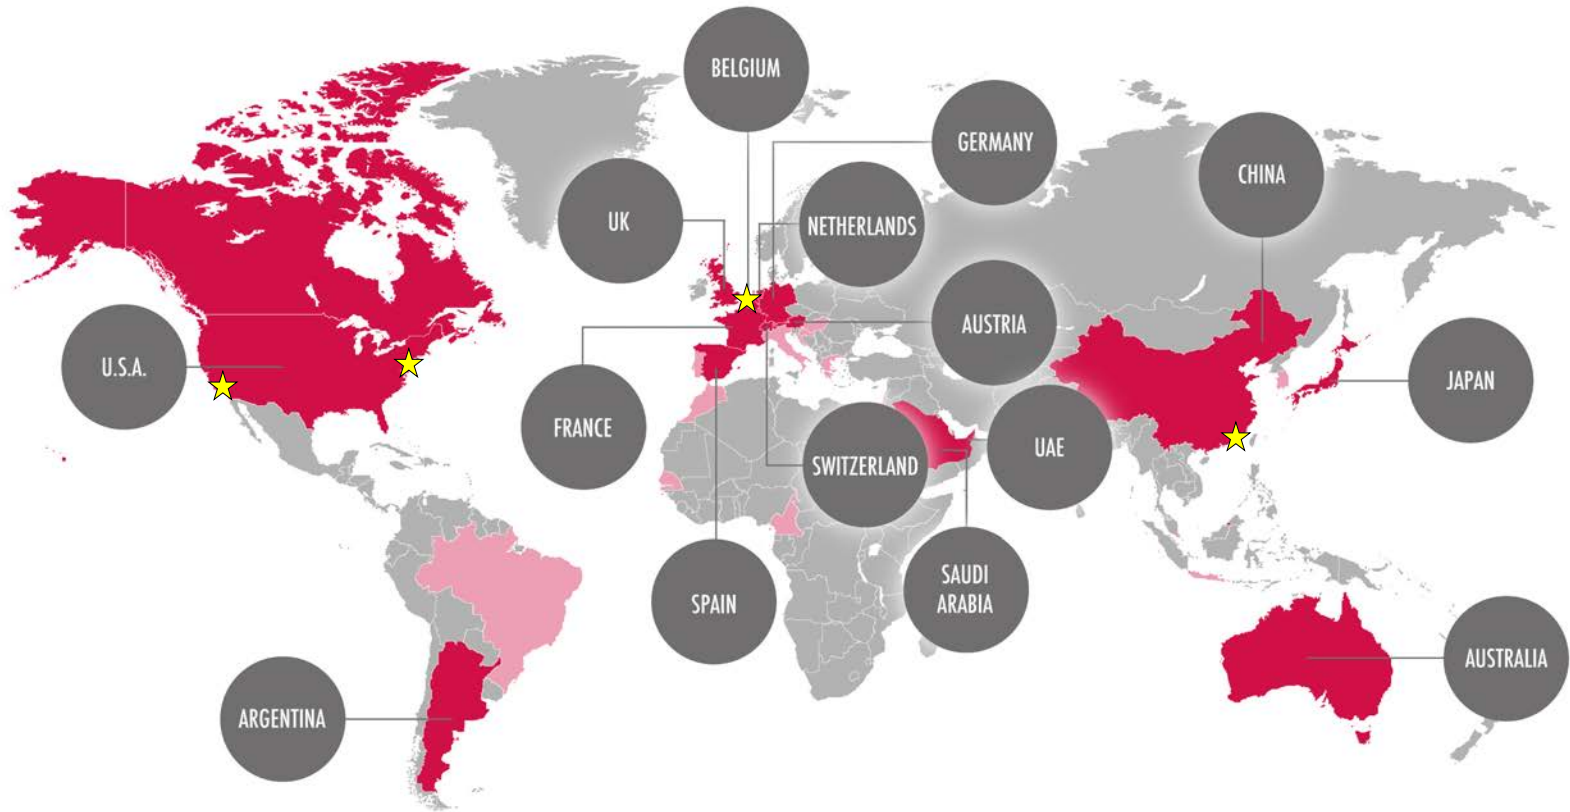 BELGIUM
GERMANY
CHINA
UK
NETHERLANDS
AUSTRIA
U.S.A.
JAPAN
FRANCE
UAE
SWITZERLAND
SPAIN
SAUDI
ARABIA
AUSTRALIA
ARGENTINA